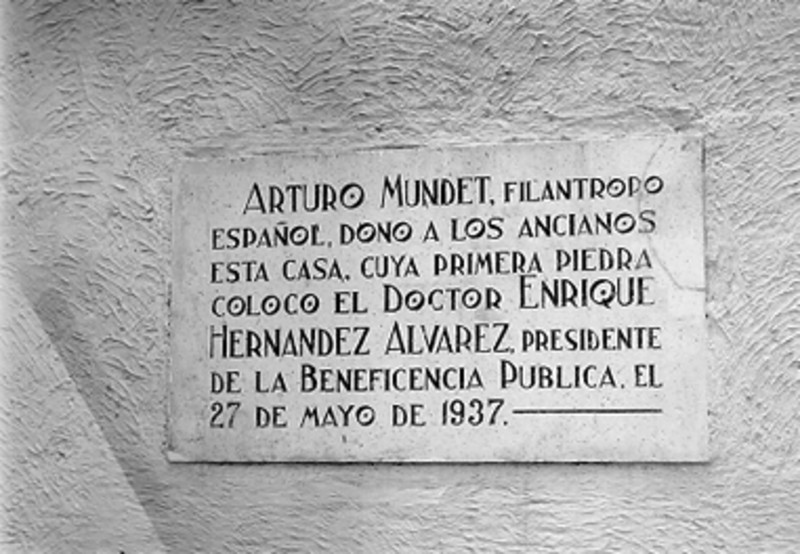 ARTURO MUNDET, FILANTROPO
ESPAÑOL, DONO A LOS ANCIANOS
ESTA CASA, CUYA PRIMERA PIEDRA
COLOCO EL DOCTOR ENRIQUE
HERNANDEZ ALVAREZ, PRESIDENTE
DE LA BENEFICENCIA PUBLICA, EL
27 DE MAYO DE 1937.